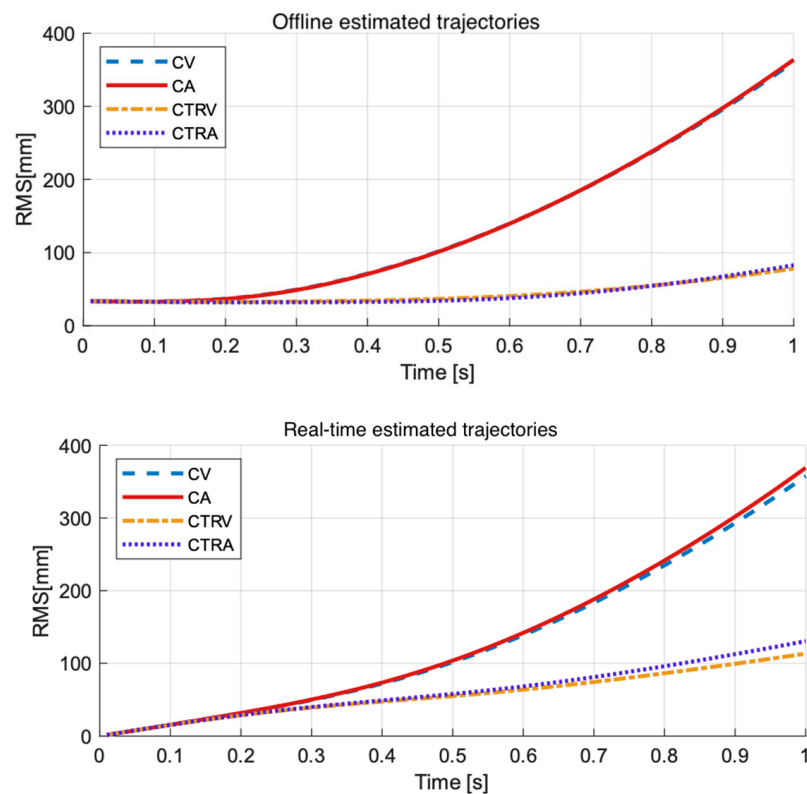 Offline estimated trajectories
400
300
200
100
0
RMS[mm]
CV
CA
CTRV
CTRA
0 0.1 0.2 0.3 0.4 0.5 0.6 0.7 0.8 0.9 1
Time [s]
Real-time estimated trajectories
400
300
200
100
0
RMS[mm]
CV
CA
CTRV
CTRA
0 0.1 0.2 0.3 0.4 0.5 0.6 0.7 0.8 0.9 1
Time [s]